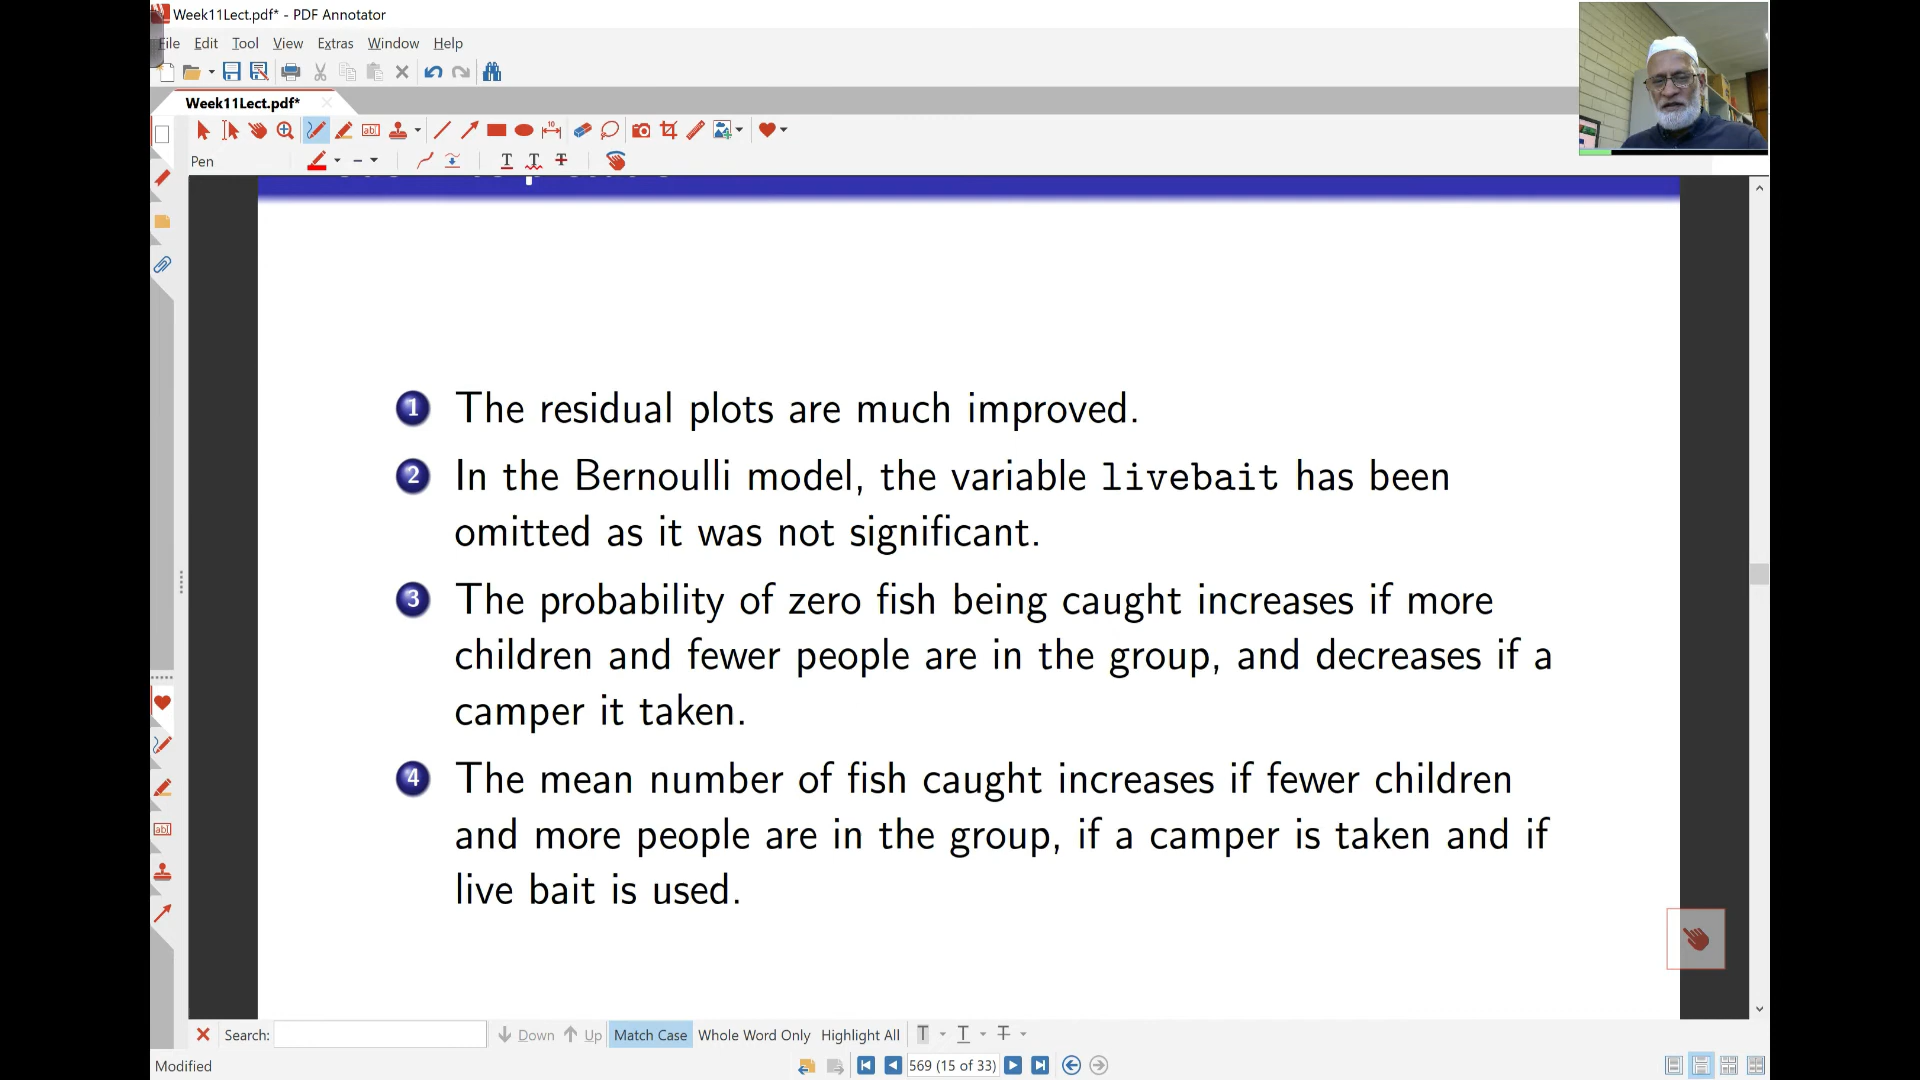 Week11Lect.pdf* - PDF Annotator
File Edit Tool View Extras Window Help
Week11Lect.pdf*
Pen
1 The residual plots are much improved.
2 In the Bernoulli model, the variable livebait has been
omitted as it was not significant.
3 The probability of zero fish being caught increases if more
children and fewer people are in the group, and decreases if a
camper it taken.
4 The mean number of fish caught increases if fewer children
and more people are in the group, if a camper is taken and if
live bait is used.
Search: Down Up Match Case Whole Word Only Highlight All
Modified 569 (15 of 33)